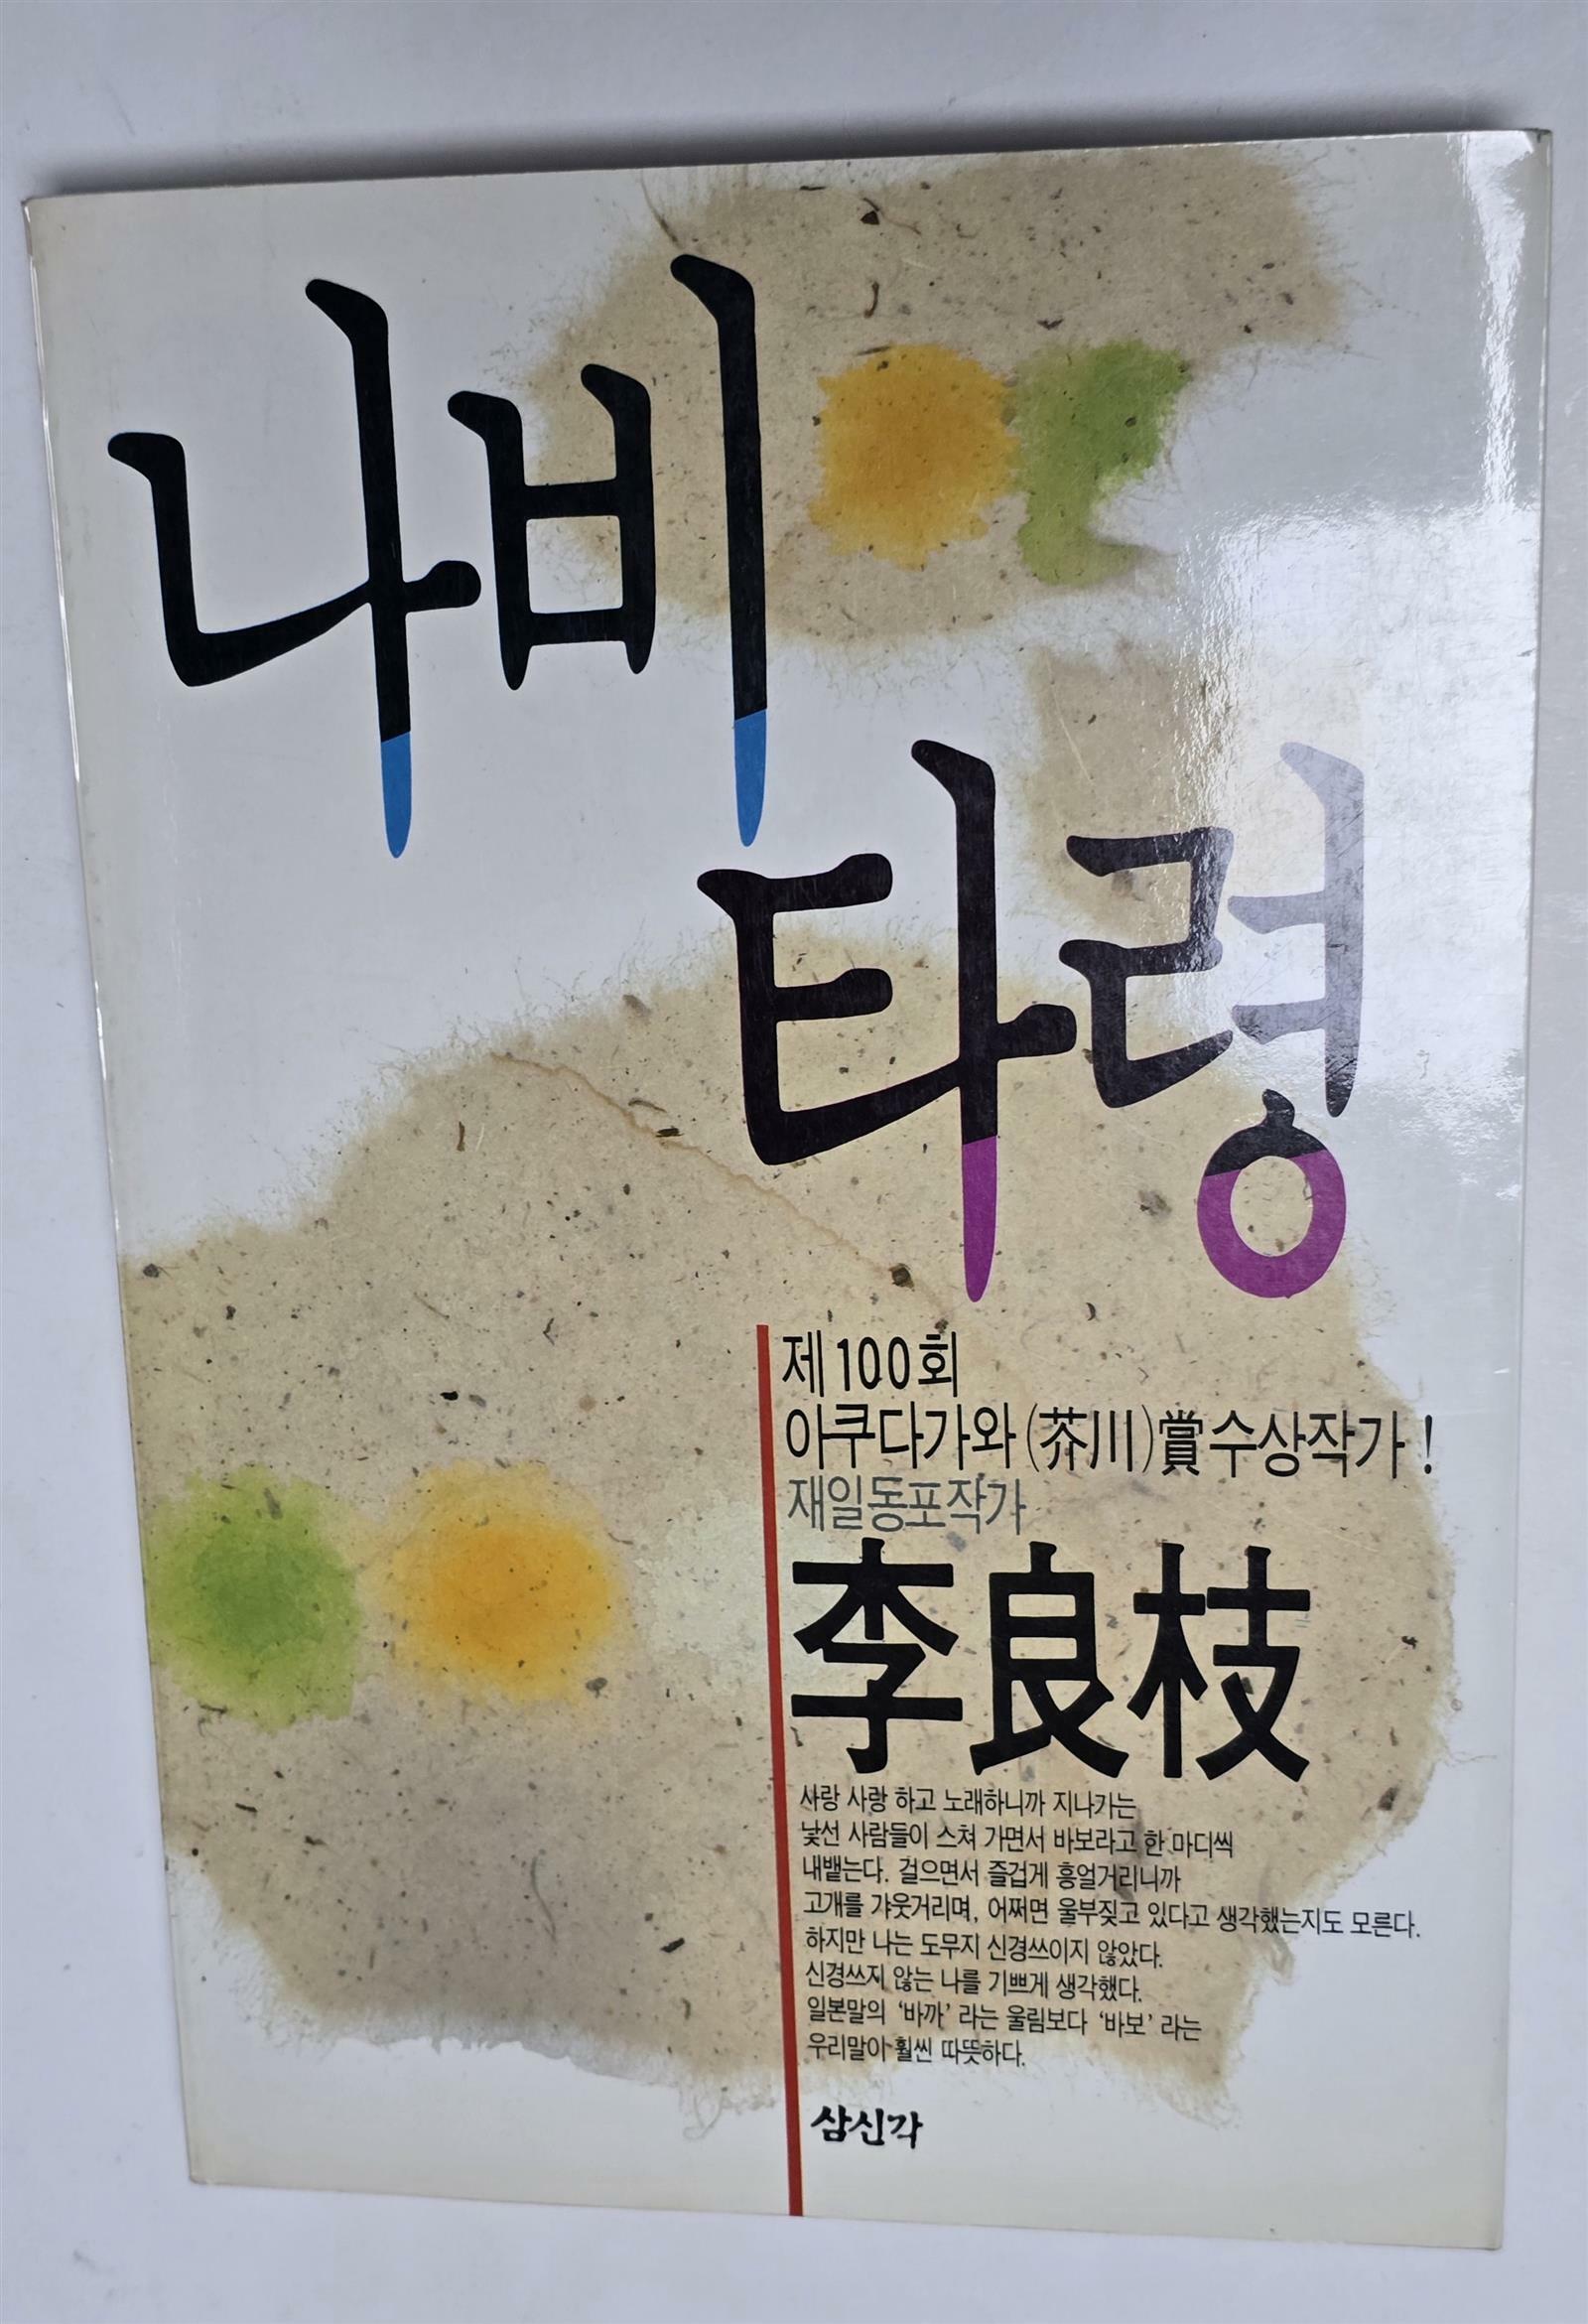 나비
타령
제100회
아쿠다가와(芥川)賞수상작가!
재일동포작가
李良枝
사랑 사랑 하고 노래하니까 지나가는
낯선 사람들이 스쳐 가면서 바보라고 한 마디씩
내뱉는다. 걸으면서 즐겁게 흥얼거리니까
고개를 갸웃거리며, 어쩌면 울부짖고 있다고 생각했는지도 모른다.
하지만 나는 도무지 신경쓰이지 않았다.
신경쓰지 않는 나를 기쁘게 생각했다.
일본말의 '바까' 라는 울림보다 '바보' 라는
우리말이 훨씬 따뜻하다.
삼신각